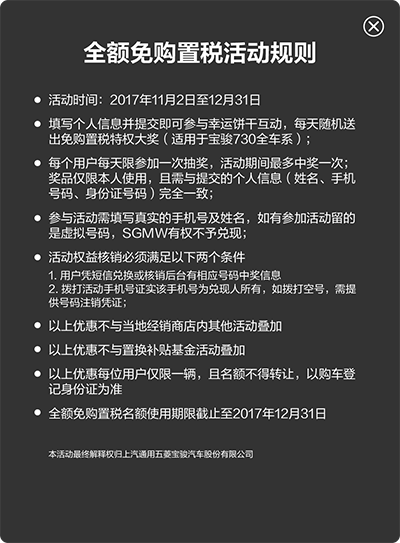 全额免购置税活动规则
● 活动时间：2017年11月2日至12月31日
● 填写个人信息并提交即可参与幸运饼干互动，每天随机送
出免购置税特权大奖（适用于宝骏730全车系）；
● 每个用户每天限参加一次抽奖，活动期间最多中奖一次；
奖品仅限本人使用，且需与提交的个人信息（姓名、手机
号码、身份证号码）完全一致；
● 参与活动需填写真实的手机号及姓名，如有参加活动留的
是虚拟号码，SGMW有权不予兑现；
● 活动权益核销必须满足以下两个条件
1. 用户凭短信兑换或核销后台有相应号码中奖信息
2. 拨打活动手机号证实该手机号为兑现人所有，如拨打空号，需提
供号码注销凭证；
● 以上优惠不与当地经销商店内其他活动叠加
● 以上优惠不与置换补贴基金活动叠加
● 以上优惠每位用户仅限一辆，且名额不得转让，以购车登
记身份证为准
● 全额免购置税名额使用期限截止至2017年12月31日
本活动最终解释权归上汽通用五菱宝骏汽车股份有限公司